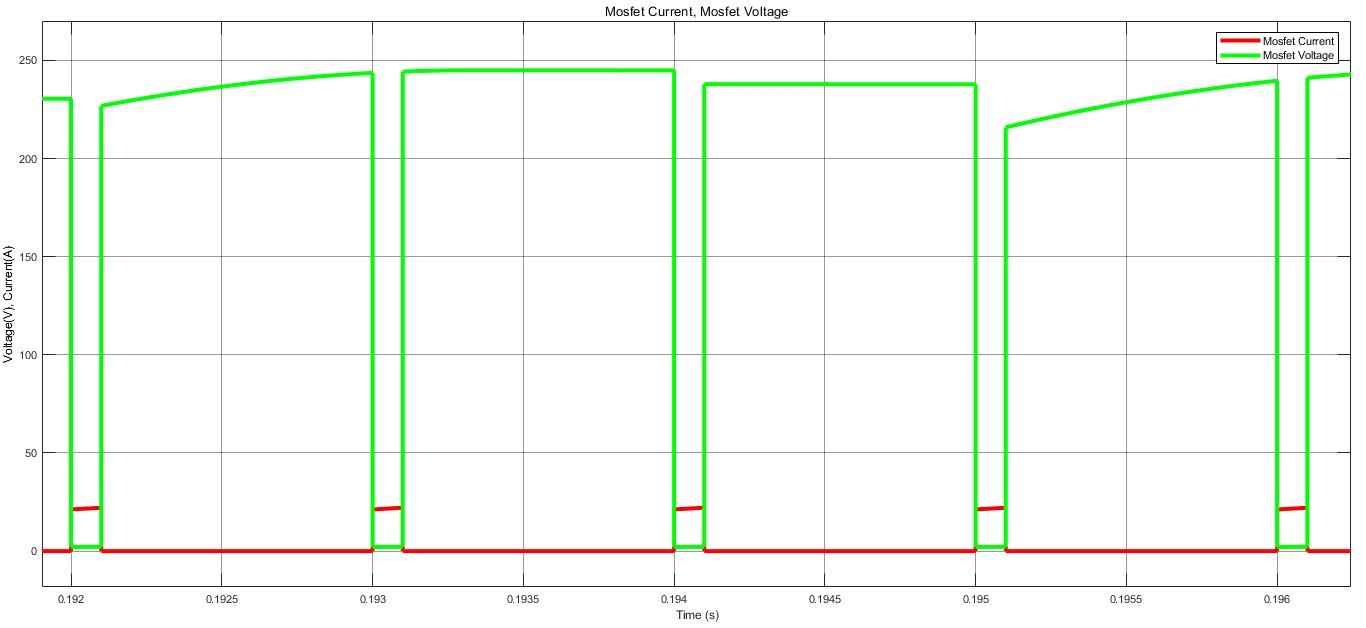 Mosfet Current, Mosfet Voltage
Mosfet Current
Mosfet Voltage
250
200
150
100
50
0
Voltage(V), Current(A)
0.192 0.1925 0.193 0.1935 0.194 0.1945 0.195 0.1955 0.196
Time (s)